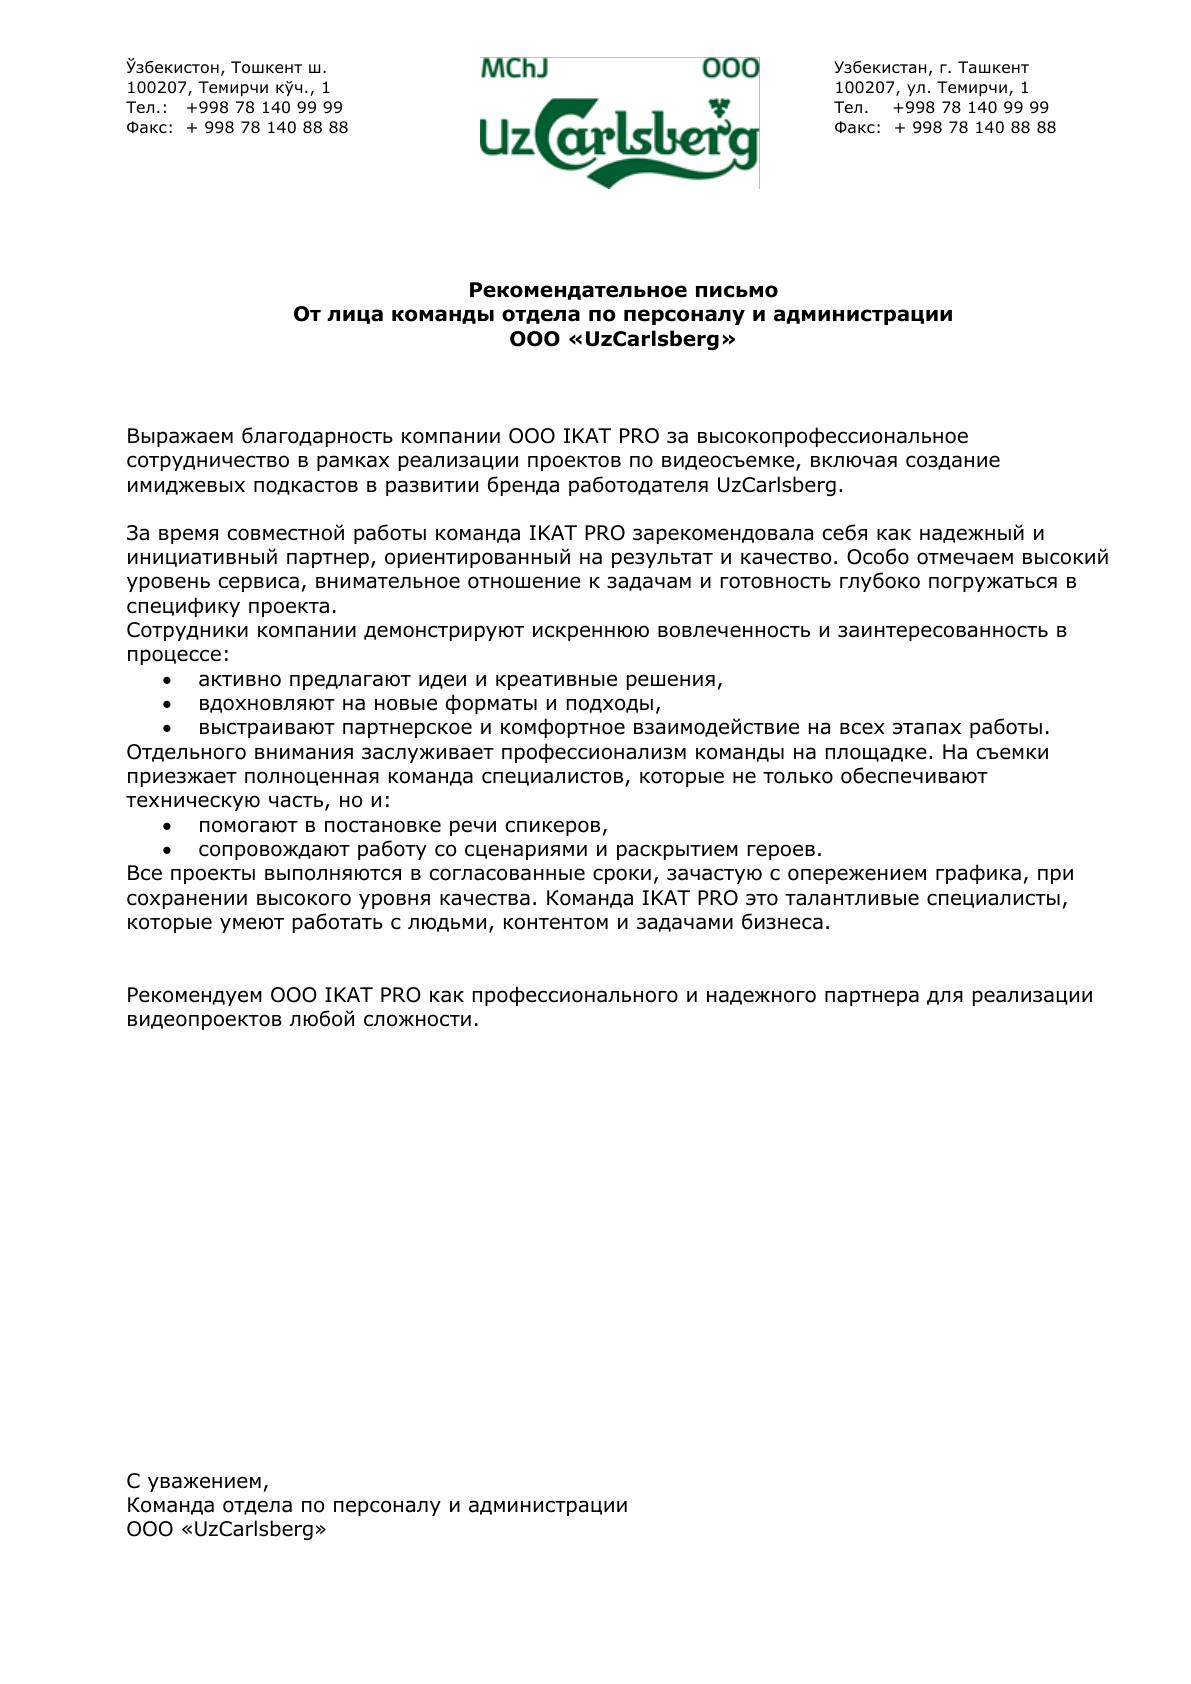 Ўзбекистон, Тошкент ш.
100207, Темирчи кўч., 1
Тел.: +998 78 140 99 99
Факс: + 998 78 140 88 88
MChJ OOO
UzCarlsberg
Узбекистан, г. Ташкент
100207, ул. Темирчи, 1
Тел. +998 78 140 99 99
Факс: + 998 78 140 88 88
Рекомендательное письмо
От лица команды отдела по персоналу и администрации
ООО «UzCarlsberg»
Выражаем благодарность компании ООО IKAT PRO за высокопрофессиональное
сотрудничество в рамках реализации проектов по видеосъемке, включая создание
имиджевых подкастов в развитии бренда работодателя UzCarlsberg.
За время совместной работы команда IKAT PRO зарекомендовала себя как надежный и
инициативный партнер, ориентированный на результат и качество. Особо отмечаем высокий
уровень сервиса, внимательное отношение к задачам и готовность глубоко погружаться в
специфику проекта.
Сотрудники компании демонстрируют искреннюю вовлеченность и заинтересованность в
процессе:
• активно предлагают идеи и креативные решения,
• вдохновляют на новые форматы и подходы,
• выстраивают партнерское и комфортное взаимодействие на всех этапах работы.
Отдельного внимания заслуживает профессионализм команды на площадке. На съемки
приезжает полноценная команда специалистов, которые не только обеспечивают
техническую часть, но и:
• помогают в постановке речи спикеров,
• сопровождают работу со сценариями и раскрытием героев.
Все проекты выполняются в согласованные сроки, зачастую с опережением графика, при
сохранении высокого уровня качества. Команда IKAT PRO это талантливые специалисты,
которые умеют работать с людьми, контентом и задачами бизнеса.
Рекомендуем ООО IKAT PRO как профессионального и надежного партнера для реализации
видеопроектов любой сложности.
С уважением,
Команда отдела по персоналу и администрации
ООО «UzCarlsberg»